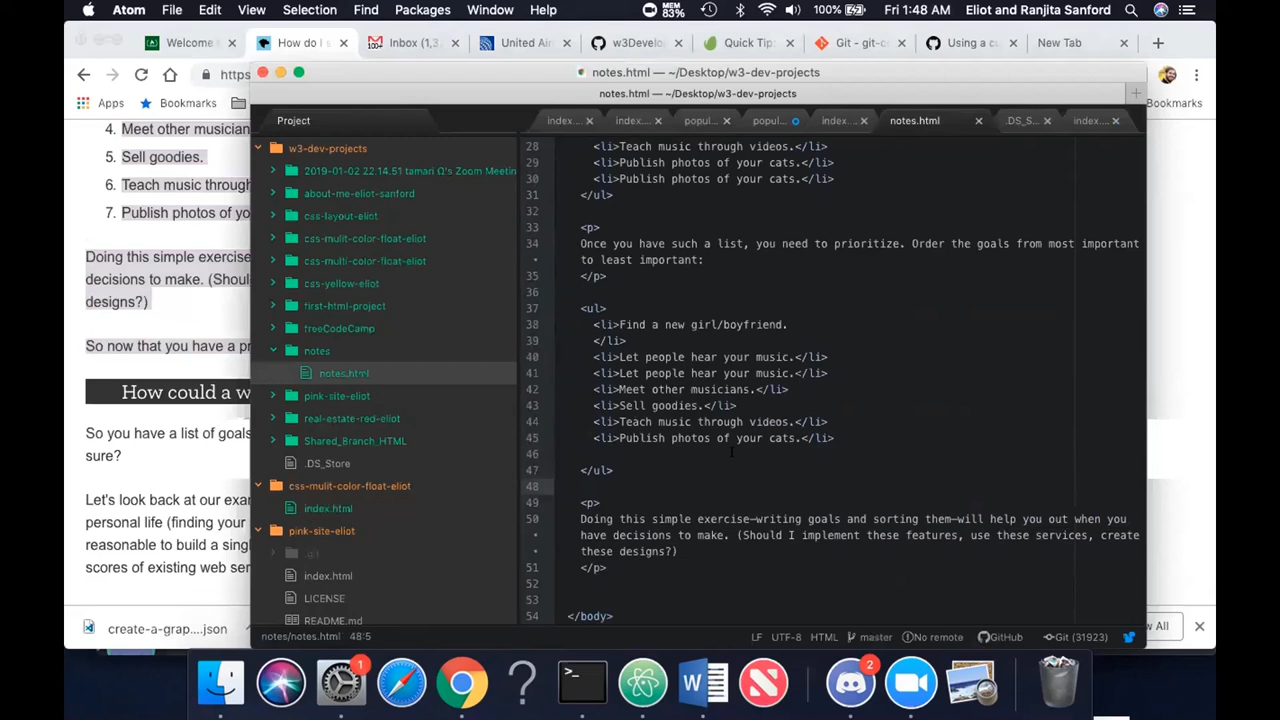 Atom File Edit View Selection Find Packages Window Help MEM 83% 100% Fri 1:48 AM Eliot and Ranjita Sanford
Welcome How do I s Inbox (1,3 100+ United Air w3Develo Quick Tip: Git - git-c Using a cu New Tab
https
notes.html — ~/Desktop/w3-dev-projects
notes.html — ~/Desktop/w3-dev-projects
Apps Bookmarks Bookmarks
Project
index... index... popul... popul... index... notes.html .DS_S... index...
4. Meet other musician
5. Sell goodies.
6. Teach music through
7. Publish photos of yo
Doing this simple exercise
decisions to make. (Should
designs?)
So now that you have a pr
How could a w
So you have a list of goals
sure?
Let's look back at our exa
personal life (finding your
reasonable to build a singl
scores of existing web ser
w3-dev-projects
2019-01-02 22.14.51 tamari Ω's Zoom Meetin
about-me-eliot-sanford
css-layout-eliot
css-mulit-color-float-eliot
css-multi-color-float-eliot
css-yellow-eliot
first-html-project
freeCodeCamp
notes
notes.html
pink-site-eliot
real-estate-red-eliot
Shared_Branch_HTML
.DS_Store
css-mulit-color-float-eliot
index.html
pink-site-eliot
.git
index.html
LICENSE
README.md
28 <li>Teach music through videos.</li>
29 <li>Publish photos of your cats.</li>
30 <li>Publish photos of your cats.</li>
31 </ul>
32
33 <p>
34 Once you have such a list, you need to prioritize. Order the goals from most important
• to least important:
35 </p>
36
37 <ul>
38 <li>Find a new girl/boyfriend.
39 </li>
40 <li>Let people hear your music.</li>
41 <li>Let people hear your music.</li>
42 <li>Meet other musicians.</li>
43 <li>Sell goodies.</li>
44 <li>Teach music through videos.</li>
45 <li>Publish photos of your cats.</li>
46
47 </ul>
48
49 <p>
50 Doing this simple exercise—writing goals and sorting them—will help you out when you
• have decisions to make. (Should I implement these features, use these services, create
• these designs?)
51 </p>
52
53
54 </body>
create-a-grap....json
w All
notes/notes.html 48:5 LF UTF-8 HTML master No remote GitHub Git (31923)
1 ? >_ W N 2